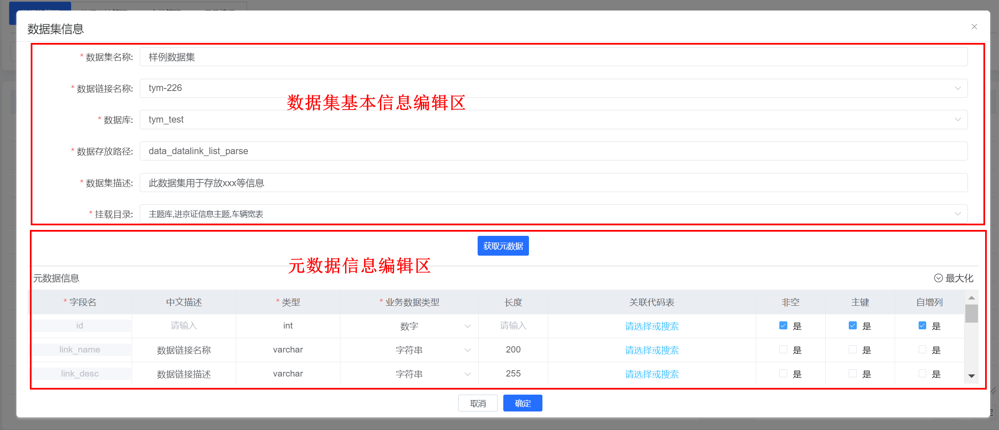 数据集信息
* 数据集名称: 样例数据集
* 数据链接名称: tym-226
数据集基本信息编辑区
* 数据库: tym_test
* 数据存放路径: data_datalink_list_parse
* 数据集描述: 此数据集用于存放xxx等信息
* 挂载目录: 主题库,进京证信息主题,车辆宽表
获取元数据
元数据信息编辑区
元数据信息 最大化
* 字段名 中文描述 * 类型 * 业务数据类型 长度 关联代码表 非空 主键 自增列
id 请输入 int 数字 请输入 请选择或搜索 是 是 是
link_name 数据链接名称 varchar 字符串 200 请选择或搜索 是 是 是
link_desc 数据链接描述 varchar 字符串 255 请选择或搜索 是 是 是
取消 确定